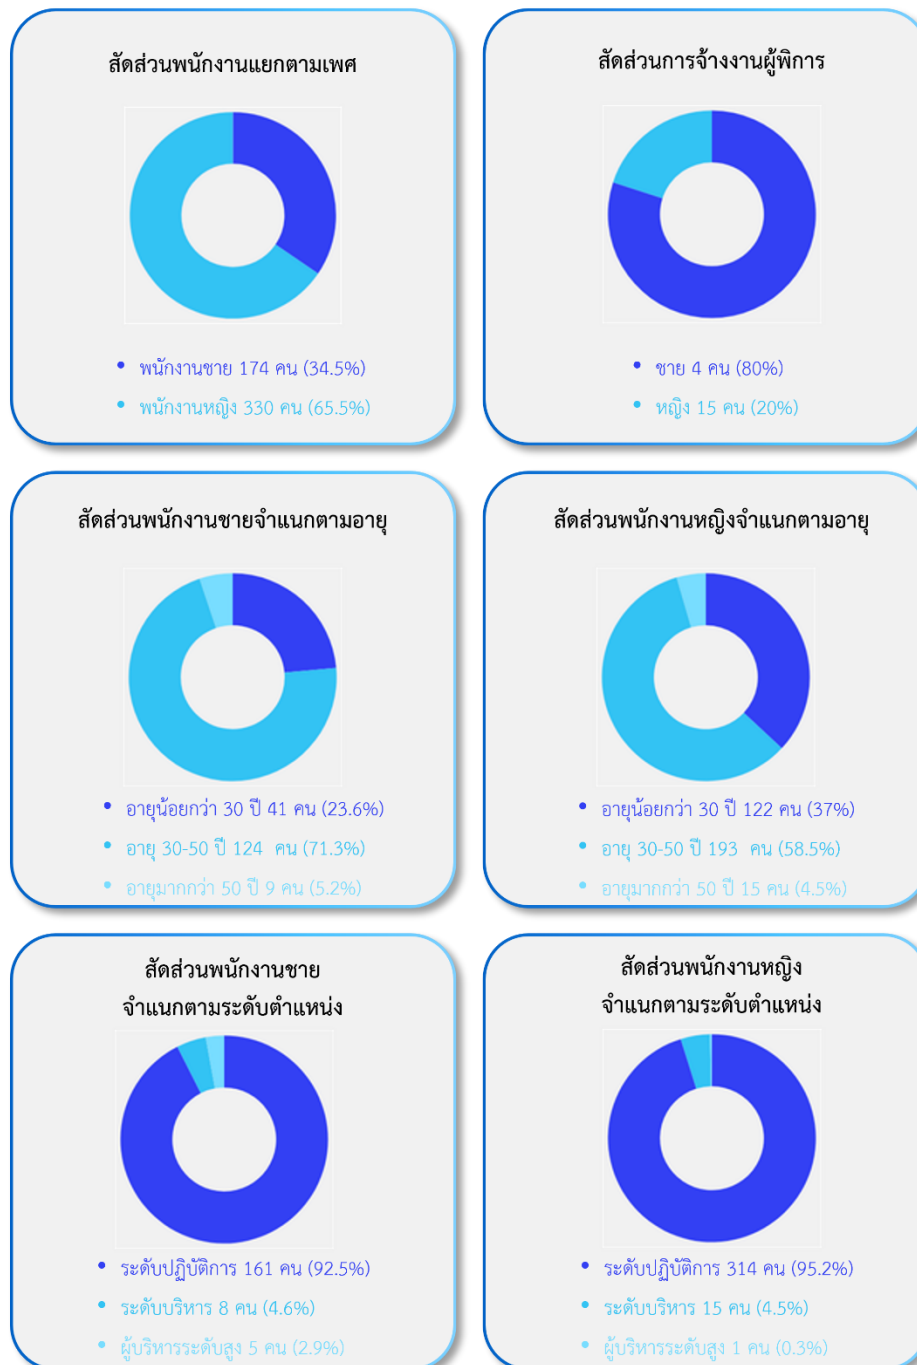 สัดส่วนพนักงานแยกตามเพศ
• พนักงานชาย 174 คน (34.5%)
• พนักงานหญิง 330 คน (65.5%)
สัดส่วนการจ้างงานผู้พิการ
• ชาย 4 คน (80%)
• หญิง 15 คน (20%)
สัดส่วนพนักงานชายจำแนกตามอายุ
• อายุน้อยกว่า 30 ปี 41 คน (23.6%)
• อายุ 30-50 ปี 124 คน (71.3%)
• อายุมากกว่า 50 ปี 9 คน (5.2%)
สัดส่วนพนักงานหญิงจำแนกตามอายุ
• อายุน้อยกว่า 30 ปี 122 คน (37%)
• อายุ 30-50 ปี 193 คน (58.5%)
• อายุมากกว่า 50 ปี 15 คน (4.5%)
สัดส่วนพนักงานชาย
จำแนกตามระดับตำแหน่ง
• ระดับปฏิบัติการ 161 คน (92.5%)
• ระดับบริหาร 8 คน (4.6%)
• ผู้บริหารระดับสูง 5 คน (2.9%)
สัดส่วนพนักงานหญิง
จำแนกตามระดับตำแหน่ง
• ระดับปฏิบัติการ 314 คน (95.2%)
• ระดับบริหาร 15 คน (4.5%)
• ผู้บริหารระดับสูง 1 คน (0.3%)